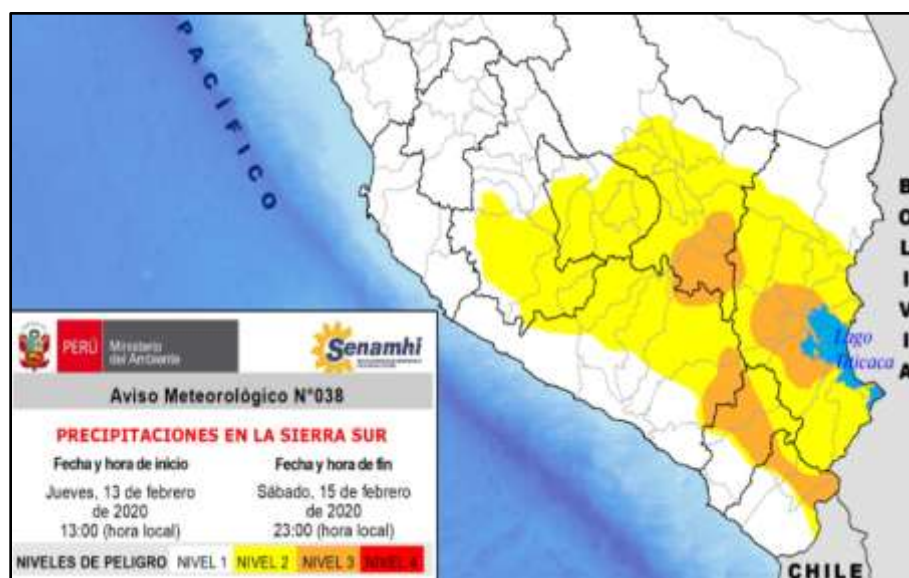 PACÍFICO
BOLIVIA
Lago
Titicaca
PERÚ
Ministerio
del Ambiente
Senamhi
Aviso Meteorológico N°038
PRECIPITACIONES EN LA SIERRA SUR
Fecha y hora de inicio
Fecha y hora de fin
Jueves, 13 de febrero
de 2020
13:00 (hora local)
Sábado, 15 de febrero
de 2020
23:00 (hora local)
NIVELES DE PELIGRO NIVEL 1 NIVEL 2 NIVEL 3 NIVEL 4
CHILE